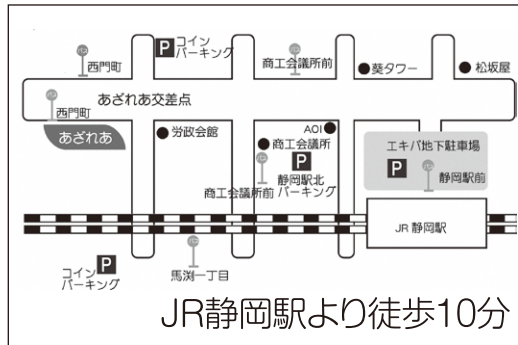 コイン
パーキング
西門町
商工会議所前
葵タワー
松坂屋
あざれあ交差点
西門町
あざれあ
労政会館
AOI
商工会議所
静岡駅北
パーキング
商工会議所前
エキパ地下駐車場
静岡駅前
JR 静岡駅
コイン
パーキング
馬渕一丁目
JR静岡駅より徒歩10分
P
P
P
P